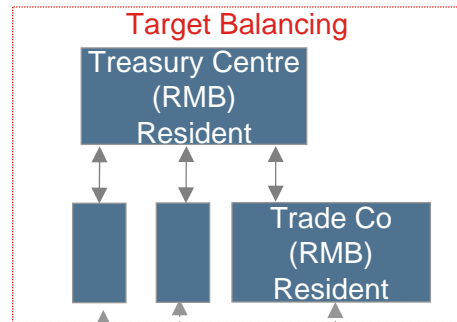 Target Balancing
Treasury Centre
(RMB)
Resident
Trade Co
(RMB)
Resident